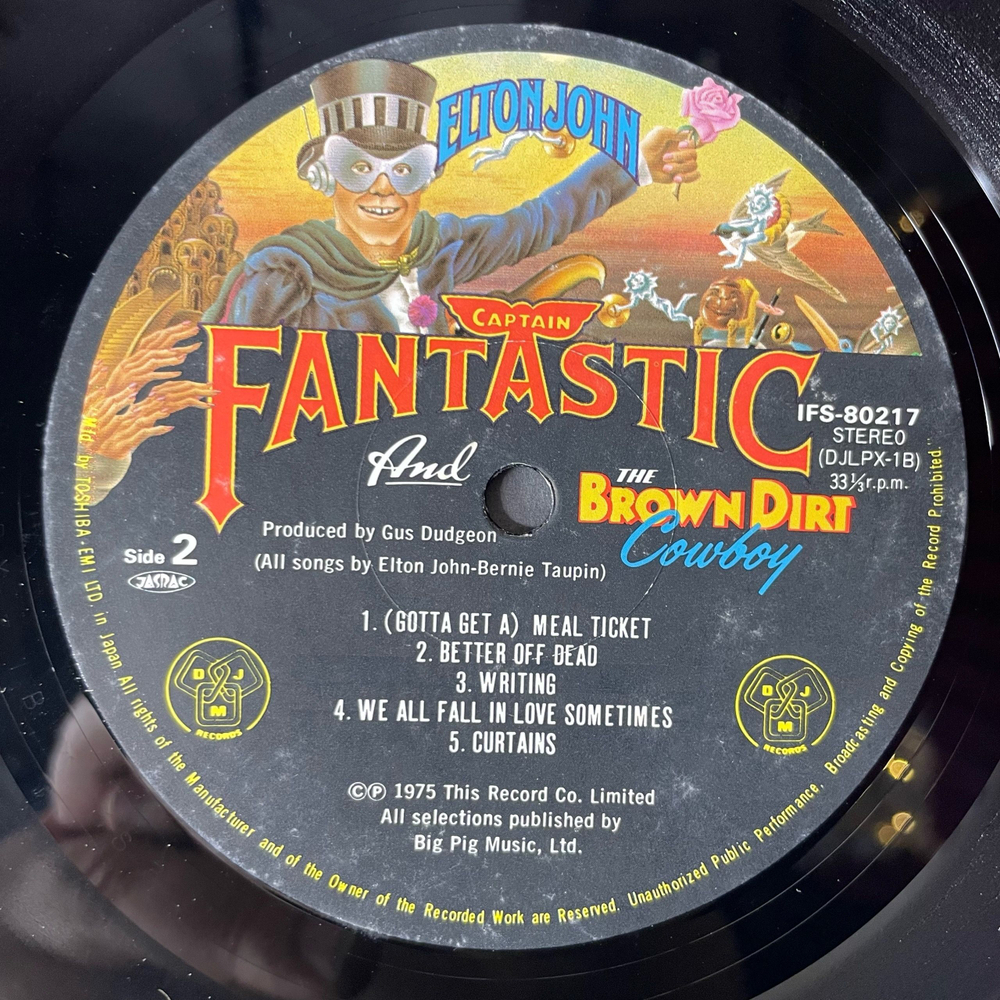 ELTON JOHN
CAPTAIN
FANTASTIC
And
THE
BROWN DIRT
Cowboy
IFS-80217
STEREO
(DJLPX-1B)
33⅓r.p.m.
Produced by Gus Dudgeon
(All songs by Elton John-Bernie Taupin)
Side 2
JASRAC
1. (GOTTA GET A) MEAL TICKET
2. BETTER OFF DEAD
3. WRITING
4. WE ALL FALL IN LOVE SOMETIMES
5. CURTAINS
DJM
RECORDS
DJM
RECORDS
©℗ 1975 This Record Co. Limited
All selections published by
Big Pig Music, Ltd.
Mfd. by TOSHIBA EMI LTD. in Japan. All rights of the Manufacturer and of the Owner of the Recorded Work are Reserved. Unauthorized Public Performance, Broadcasting and Copying of the Record Prohibited.